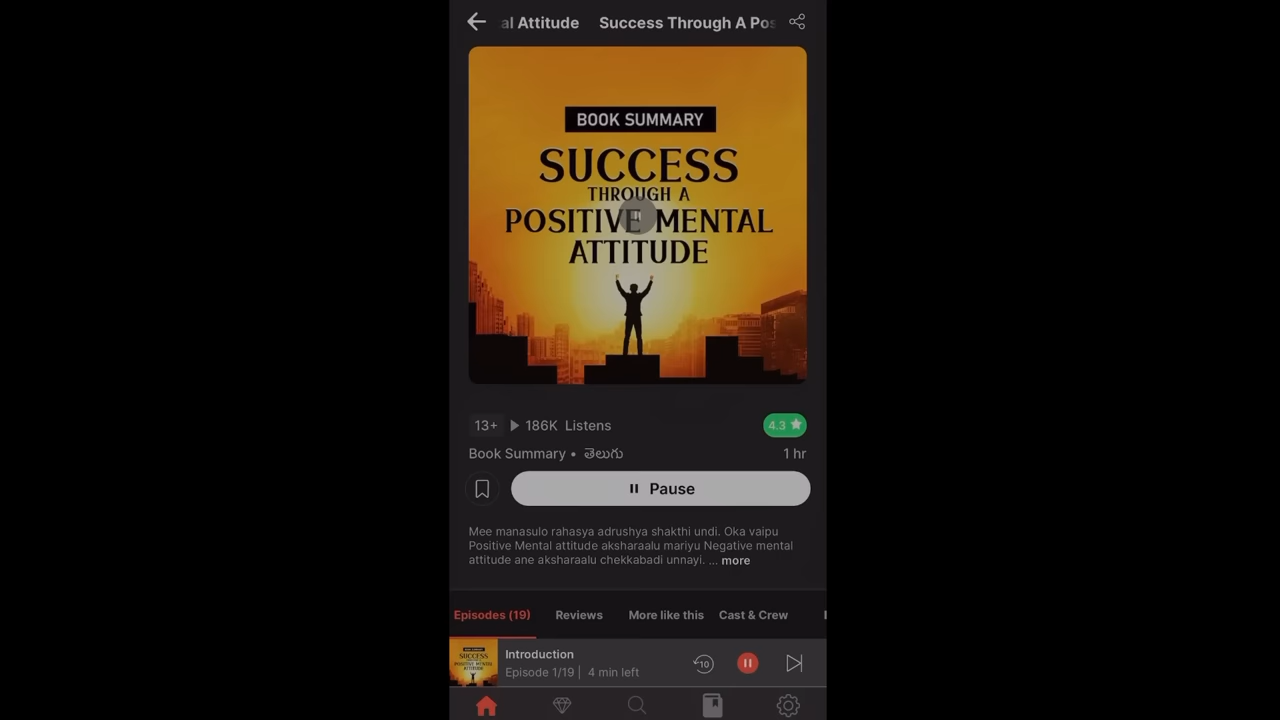 al Attitude Success Through A Pos
BOOK SUMMARY
SUCCESS
THROUGH A
POSITIVE MENTAL
ATTITUDE
13+ 186K Listens 4.3
Book Summary • తెలుగు 1 hr
Pause
Mee manasulo rahasya adrushya shakthi undi. Oka vaipu
Positive Mental attitude aksharaalu mariyu Negative mental
attitude ane aksharaalu chekkabadi unnayi. ... more
Episodes (19) Reviews More like this Cast & Crew
Introduction
Episode 1/19 | 4 min left
10